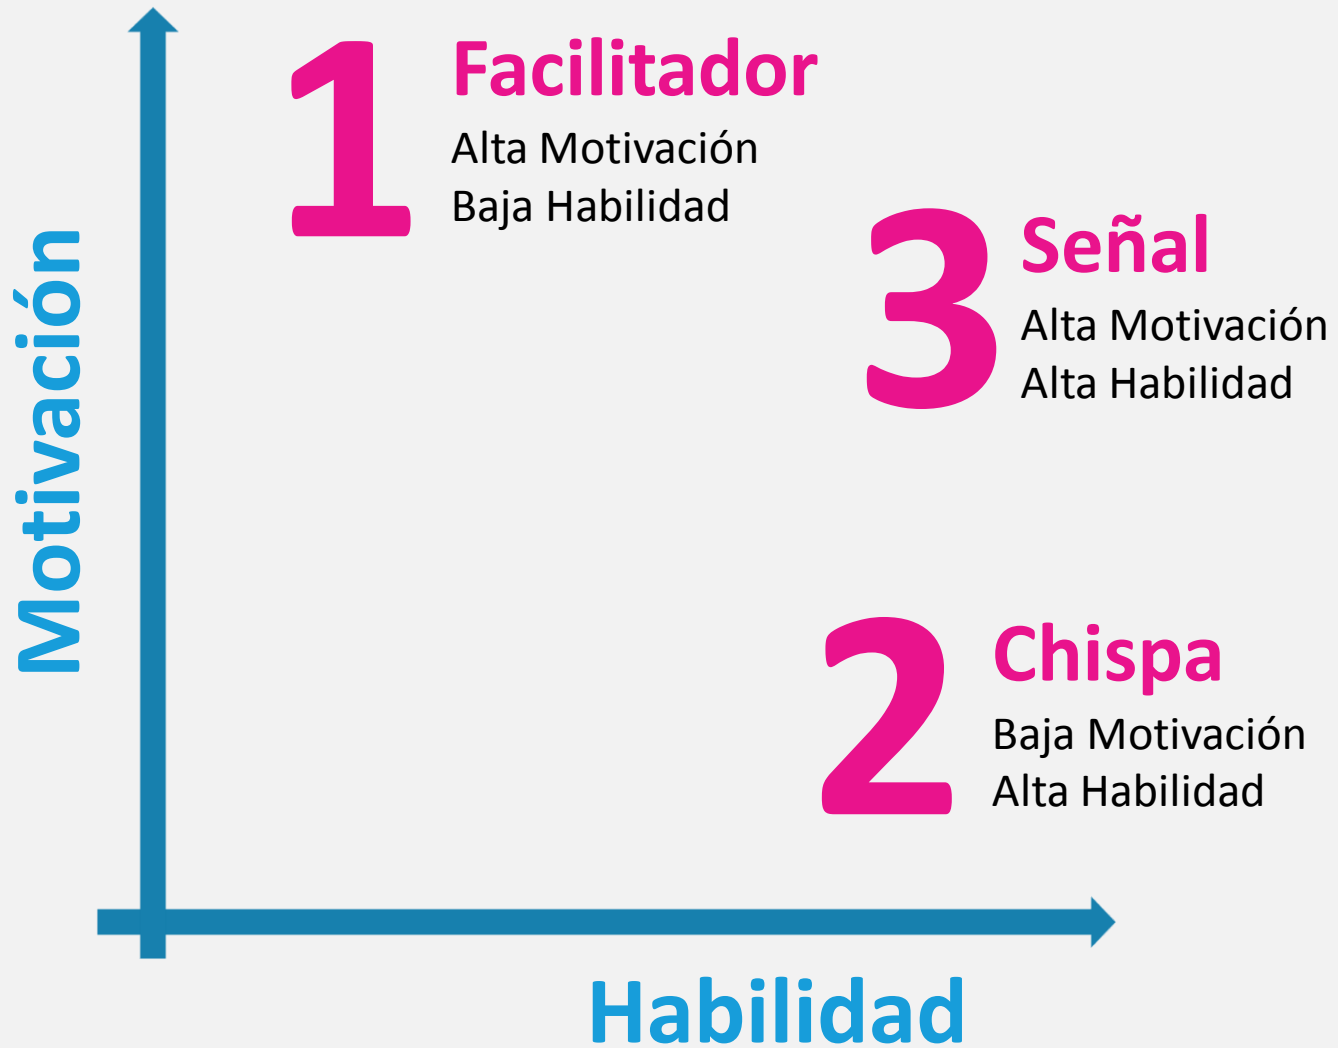 1
Facilitador
Alta Motivación
Baja Habilidad
3
Señal
Alta Motivación
Alta Habilidad
Motivación
2
Chispa
Baja Motivación
Alta Habilidad
Habilidad